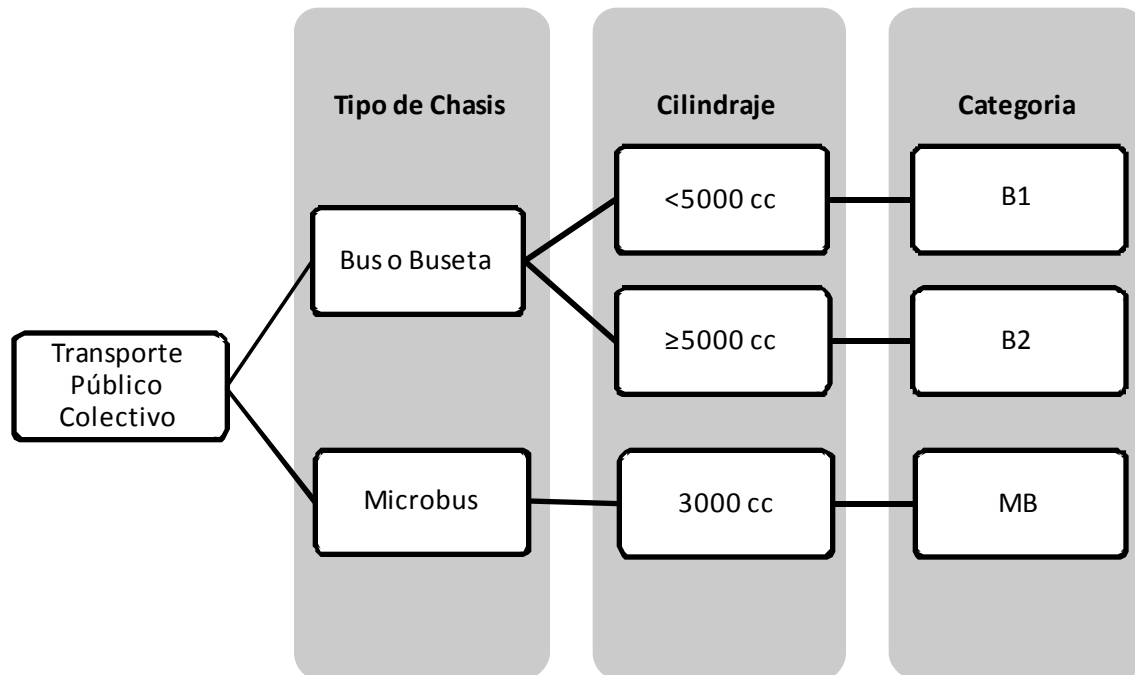 Tipo de Chasis
Cilindraje
Categoria
Transporte
Público
Colectivo
Bus o Buseta
<5000 cc
B1
≥5000 cc
B2
Microbus
3000 cc
MB